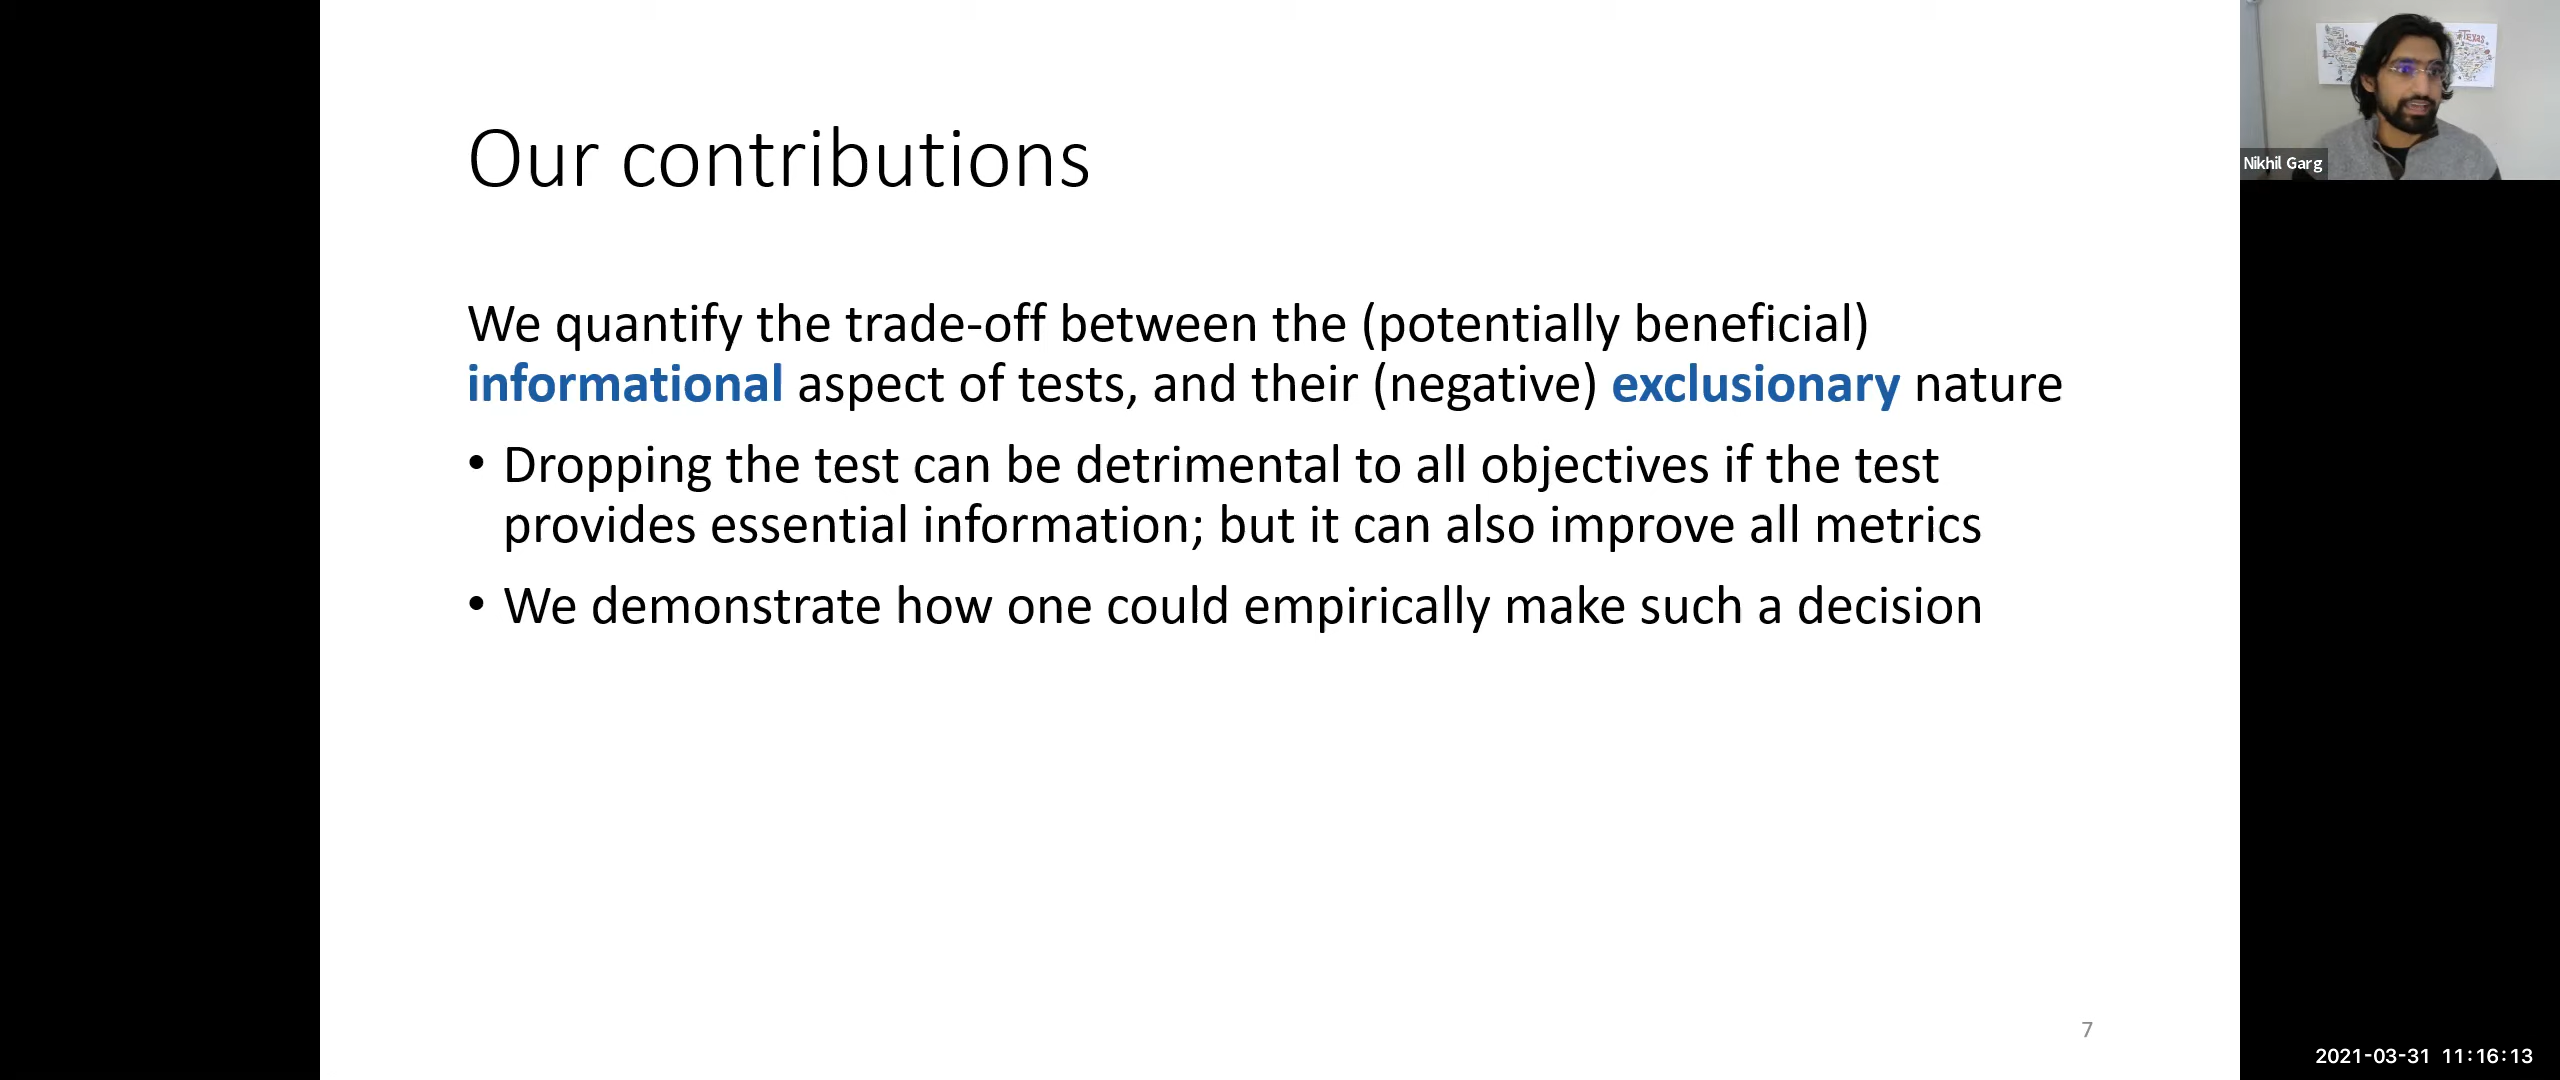 Our contributions
We quantify the trade-off between the (potentially beneficial)
informational aspect of tests, and their (negative) exclusionary nature
• Dropping the test can be detrimental to all objectives if the test
provides essential information; but it can also improve all metrics
• We demonstrate how one could empirically make such a decision
7
Texas
Nikhil Garg
2021-03-31 11:16:13